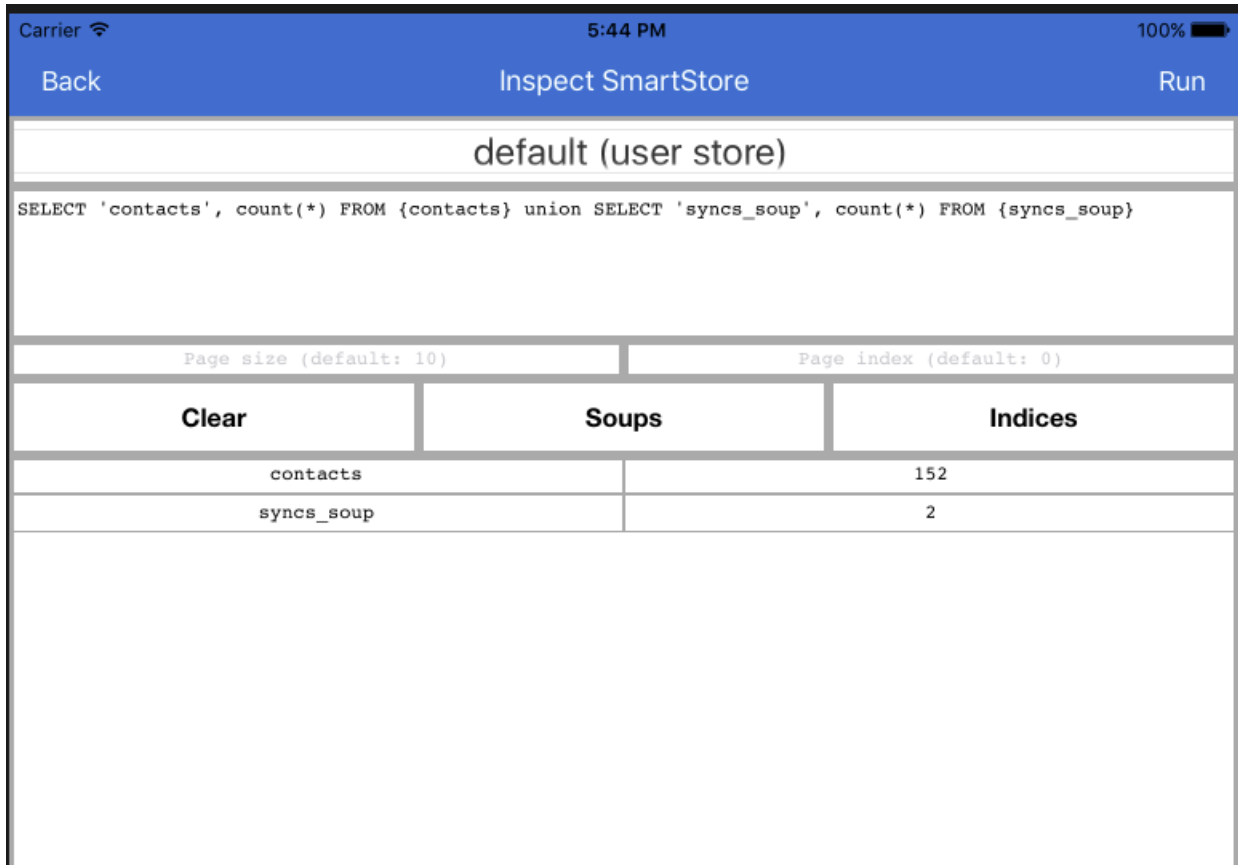 Carrier 5:44 PM 100%
Back Inspect SmartStore Run
default (user store)
SELECT 'contacts', count(*) FROM {contacts} union SELECT 'syncs_soup', count(*) FROM {syncs_soup}
Page size (default: 10) Page index (default: 0)
Clear Soups Indices
contacts 152
syncs_soup 2